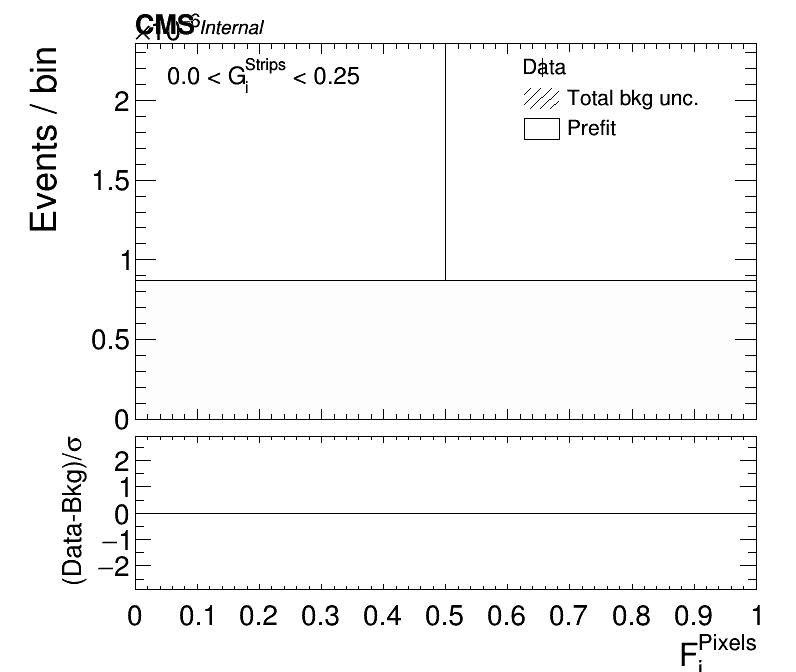 CMS Internal
×10⁻⁶
Events / bin
0.0 < G_i^Strips < 0.25
Data
Total bkg unc.
Prefit
2
1.5
1
0.5
0
(Data-Bkg)/σ
2
1
0
−1
−2
0 0.1 0.2 0.3 0.4 0.5 0.6 0.7 0.8 0.9 1
F_i^Pixels